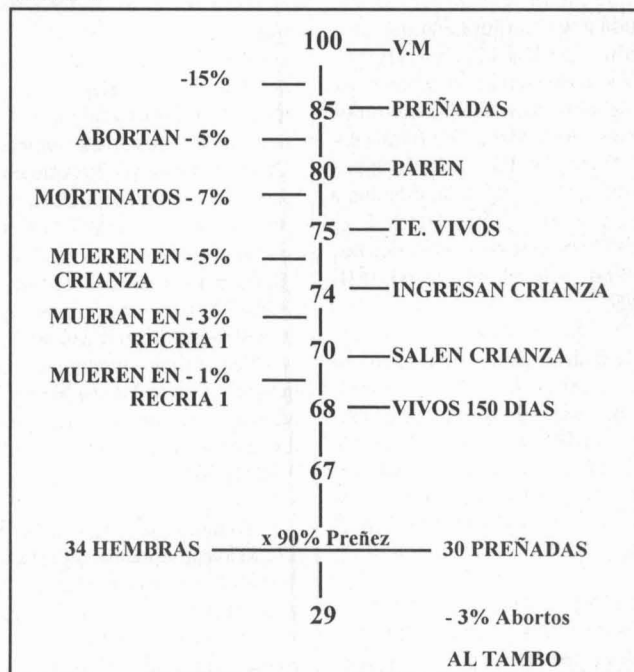 100 V.M
-15%
85 PREÑADAS
ABORTAN - 5%
80 PAREN
MORTINATOS - 7%
75 TE. VIVOS
MUEREN EN - 5%
CRIANZA
74 INGRESAN CRIANZA
MUERAN EN - 3%
RECRIA 1
70 SALEN CRIANZA
MUEREN EN - 1%
RECRIA 1
68 VIVOS 150 DIAS
67
x 90% Preñez
34 HEMBRAS 30 PREÑADAS
29 - 3% Abortos
AL TAMBO